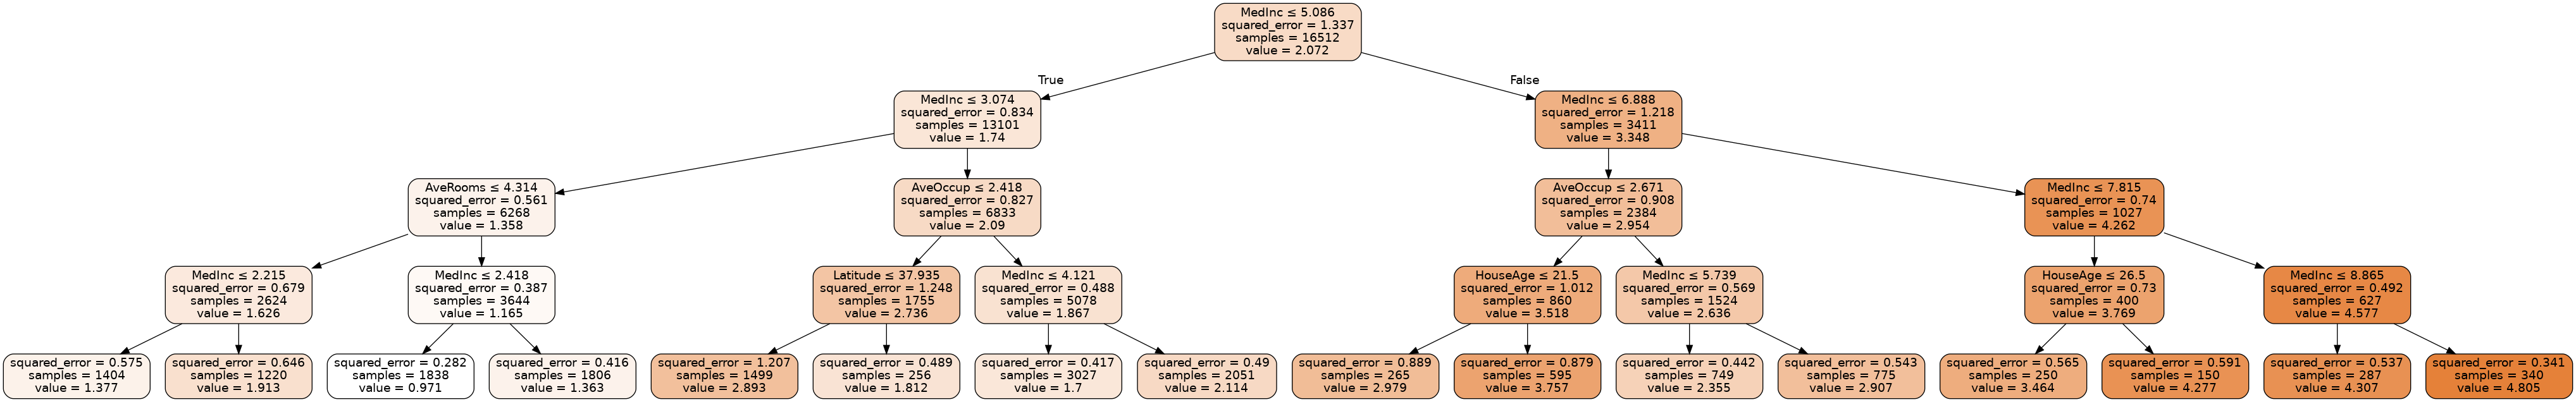 MedInc ≤ 5.086
squared_error = 1.337
samples = 16512
value = 2.072
True
False
MedInc ≤ 3.074
squared_error = 0.834
samples = 13101
value = 1.74
MedInc ≤ 6.888
squared_error = 1.218
samples = 3411
value = 3.348
AveRooms ≤ 4.314
squared_error = 0.561
samples = 6268
value = 1.358
AveOccup ≤ 2.418
squared_error = 0.827
samples = 6833
value = 2.09
AveOccup ≤ 2.671
squared_error = 0.908
samples = 2384
value = 2.954
MedInc ≤ 7.815
squared_error = 0.74
samples = 1027
value = 4.262
MedInc ≤ 2.215
squared_error = 0.679
samples = 2624
value = 1.626
MedInc ≤ 2.418
squared_error = 0.387
samples = 3644
value = 1.165
Latitude ≤ 37.935
squared_error = 1.248
samples = 1755
value = 2.736
MedInc ≤ 4.121
squared_error = 0.488
samples = 5078
value = 1.867
HouseAge ≤ 21.5
squared_error = 1.012
samples = 860
value = 3.518
MedInc ≤ 5.739
squared_error = 0.569
samples = 1524
value = 2.636
HouseAge ≤ 26.5
squared_error = 0.73
samples = 400
value = 3.769
MedInc ≤ 8.865
squared_error = 0.492
samples = 627
value = 4.577
squared_error = 0.575
samples = 1404
value = 1.377
squared_error = 0.646
samples = 1220
value = 1.913
squared_error = 0.282
samples = 1838
value = 0.971
squared_error = 0.416
samples = 1806
value = 1.363
squared_error = 1.207
samples = 1499
value = 2.893
squared_error = 0.489
samples = 256
value = 1.812
squared_error = 0.417
samples = 3027
value = 1.7
squared_error = 0.49
samples = 2051
value = 2.114
squared_error = 0.889
samples = 265
value = 2.979
squared_error = 0.879
samples = 595
value = 3.757
squared_error = 0.442
samples = 749
value = 2.355
squared_error = 0.543
samples = 775
value = 2.907
squared_error = 0.565
samples = 250
value = 3.464
squared_error = 0.591
samples = 150
value = 4.277
squared_error = 0.537
samples = 287
value = 4.307
squared_error = 0.341
samples = 340
value = 4.805